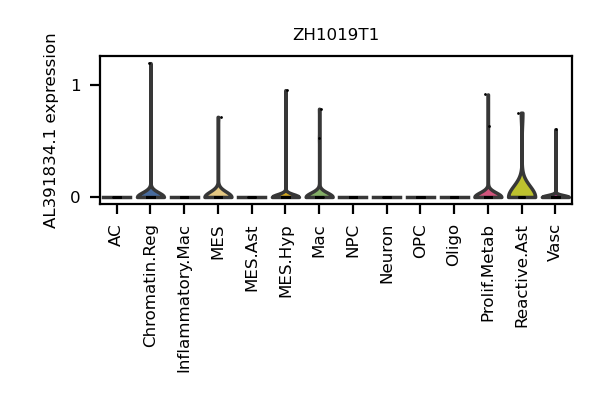 ZH1019T1
AL391834.1 expression
1
0
AC
Chromatin.Reg
Inflammatory.Mac
MES
MES.Ast
MES.Hyp
Mac
NPC
Neuron
OPC
Oligo
Prolif.Metab
Reactive.Ast
Vasc